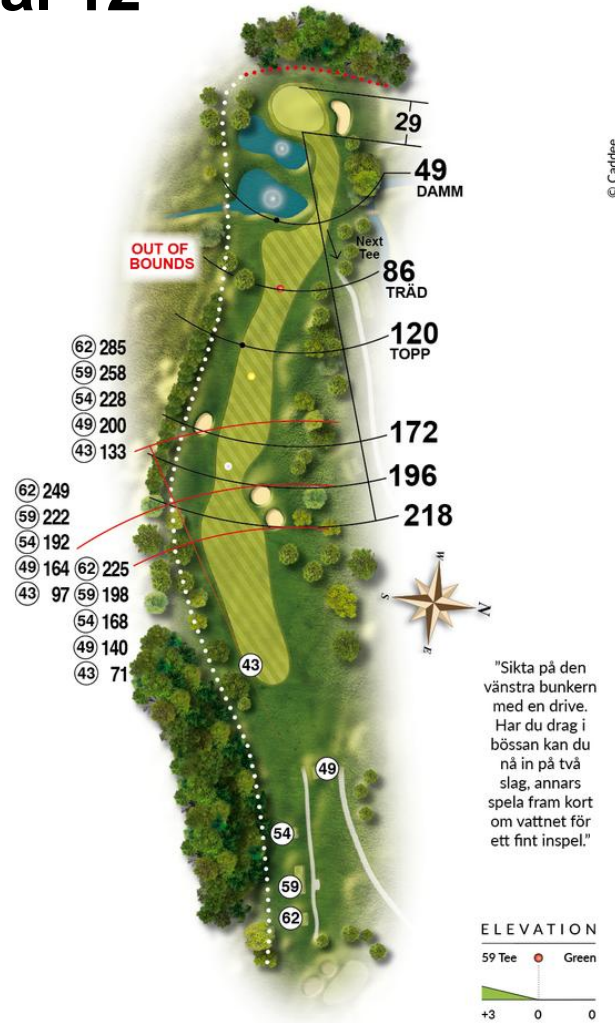 12
© Caddee
29
49
DAMM
Next
Tee
OUT OF
BOUNDS
86
TRÄD
120
TOPP
62 285
59 258
54 228
49 200
43 133
172
196
218
62 249
59 222
54 192
49 164
43 97
62 225
59 198
54 168
49 140
43 71
W
S
N
E
43
49
54
59
62
"Sikta på den
vänstra bunkern
med en drive.
Har du drag i
bössan kan du
nå in på två
slag, annars
spela fram kort
om vattnet för
ett fint inspel."
ELEVATION
59 Tee Green
+3 0 0